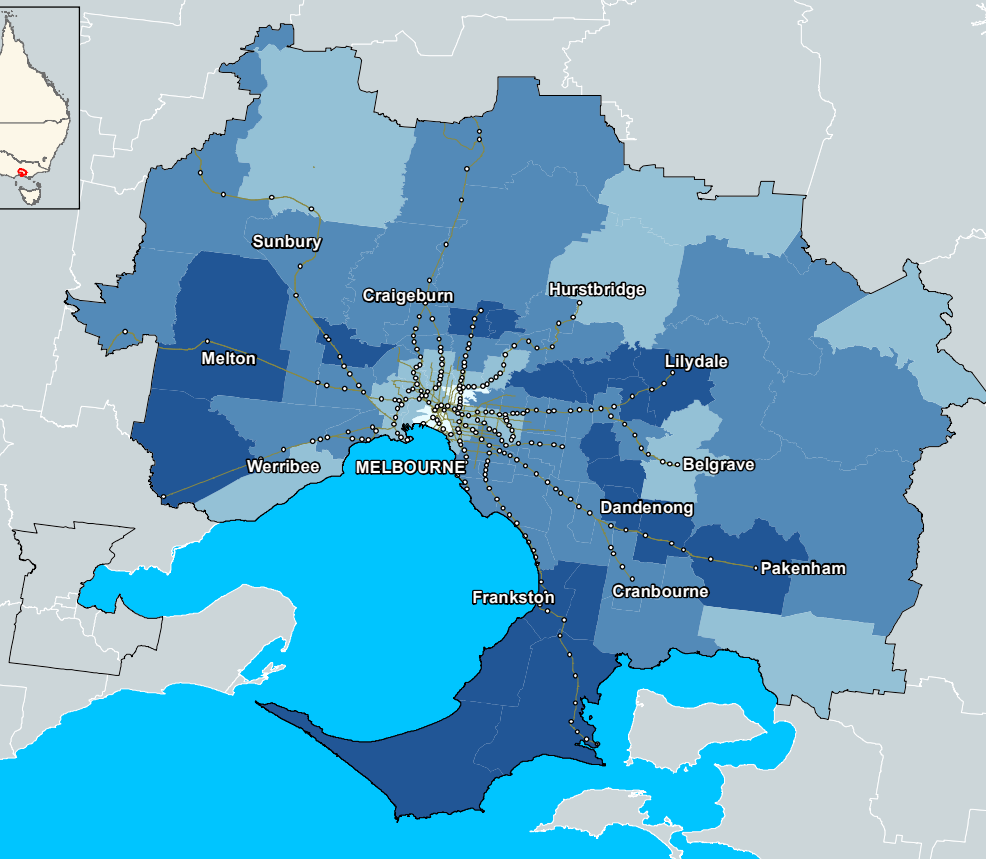 Sunbury
Craigeburn
Hurstbridge
Melton
Lilydale
Werribee
MELBOURNE
Belgrave
Dandenong
Pakenham
Cranbourne
Frankston